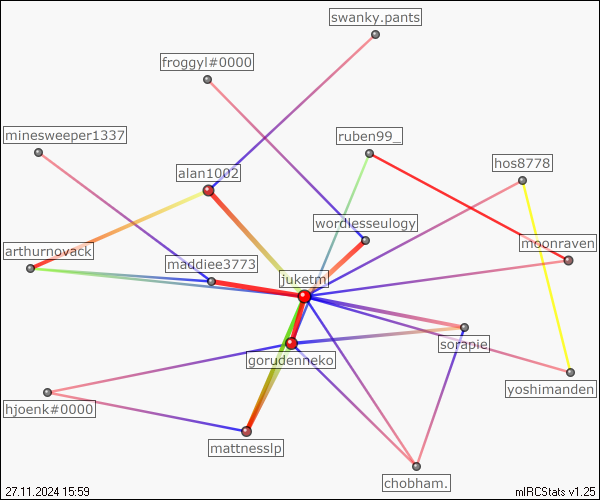 swanky.pants
froggyl#0000
minesweeper1337
ruben99_
hos8778
alan1002
wordlesseulogy
moonraven
arthurnovack
maddiee3773
juketm
sorapie
gorudenneko
yoshimanden
hjoenk#0000
mattnesslp
chobham.
27.11.2024 15:59
mIRCStats v1.25